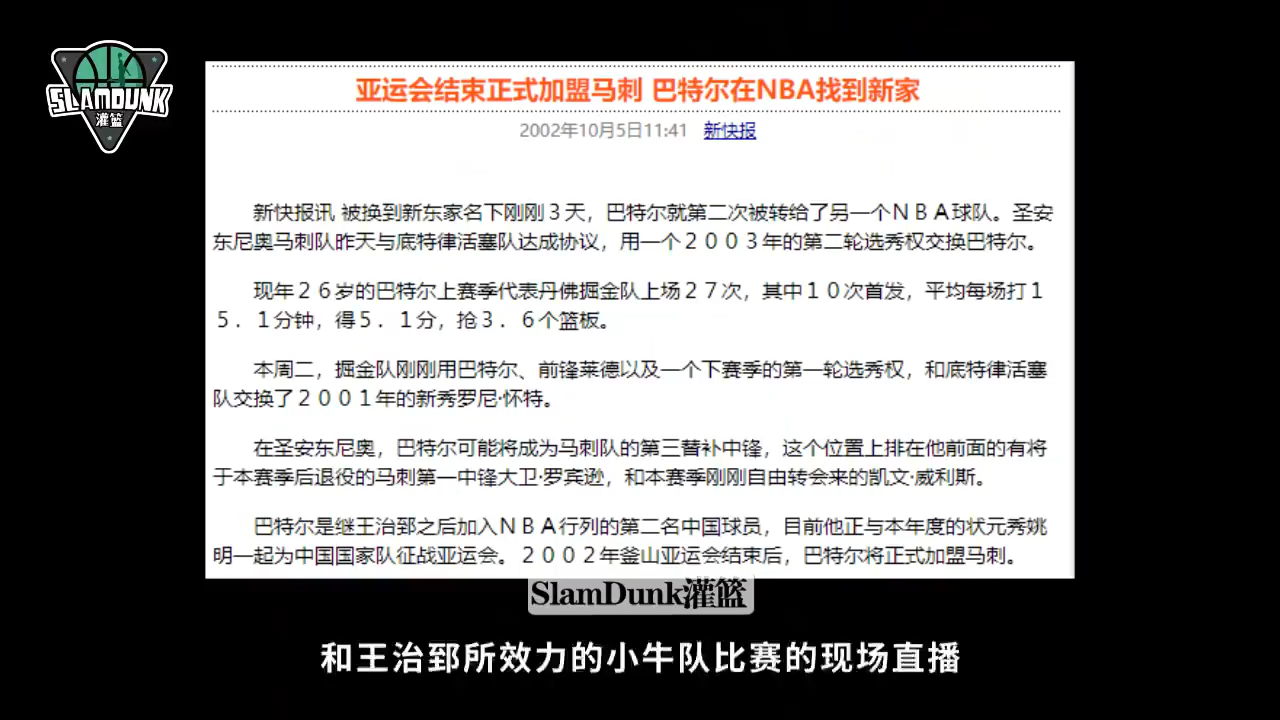 SLAMDUNK
灌篮
亚运会结束正式加盟马刺 巴特尔在NBA找到新家
2002年10月5日11:41 新快报
新快报讯 被换到新东家名下刚刚３天，巴特尔就第二次被转给了另一个ＮＢＡ球队。圣安
东尼奥马刺队昨天与底特律活塞队达成协议，用一个２００３年的第二轮选秀权交换巴特尔。
现年２６岁的巴特尔上赛季代表丹佛掘金队上场２７次，其中１０次首发，平均每场打１
５．１分钟，得５．１分，抢３．６个篮板。
本周二，掘金队刚刚用巴特尔、前锋莱德以及一个下赛季的第一轮选秀权，和底特律活塞
队交换了２００１年的新秀罗尼·怀特。
在圣安东尼奥，巴特尔可能将成为马刺队的第三替补中锋，这个位置上排在他前面的有将
于本赛季后退役的马刺第一中锋大卫·罗宾逊，和本赛季刚刚自由转会来的凯文·威利斯。
巴特尔是继王治郅之后加入ＮＢＡ行列的第二名中国球员，目前他正与本年度的状元秀姚
明一起为中国国家队征战亚运会。２００２年釜山亚运会结束后，巴特尔将正式加盟马刺。
SlamDunk灌篮
和王治郅所效力的小牛队比赛的现场直播